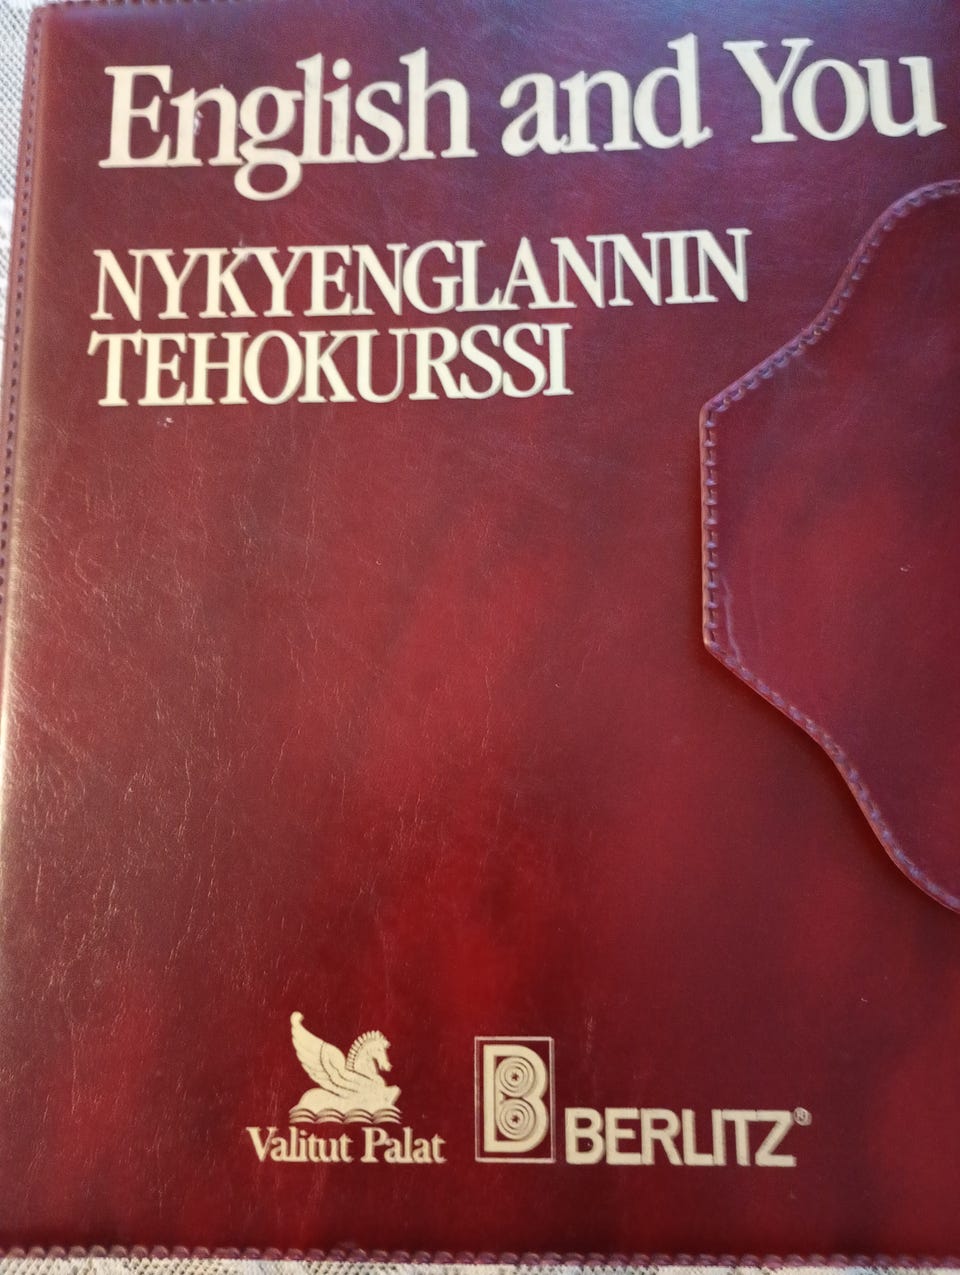 English and You
NYKYENGLANNIN
TEHOKURSSI
Valitut Palat
B BERLITZ®